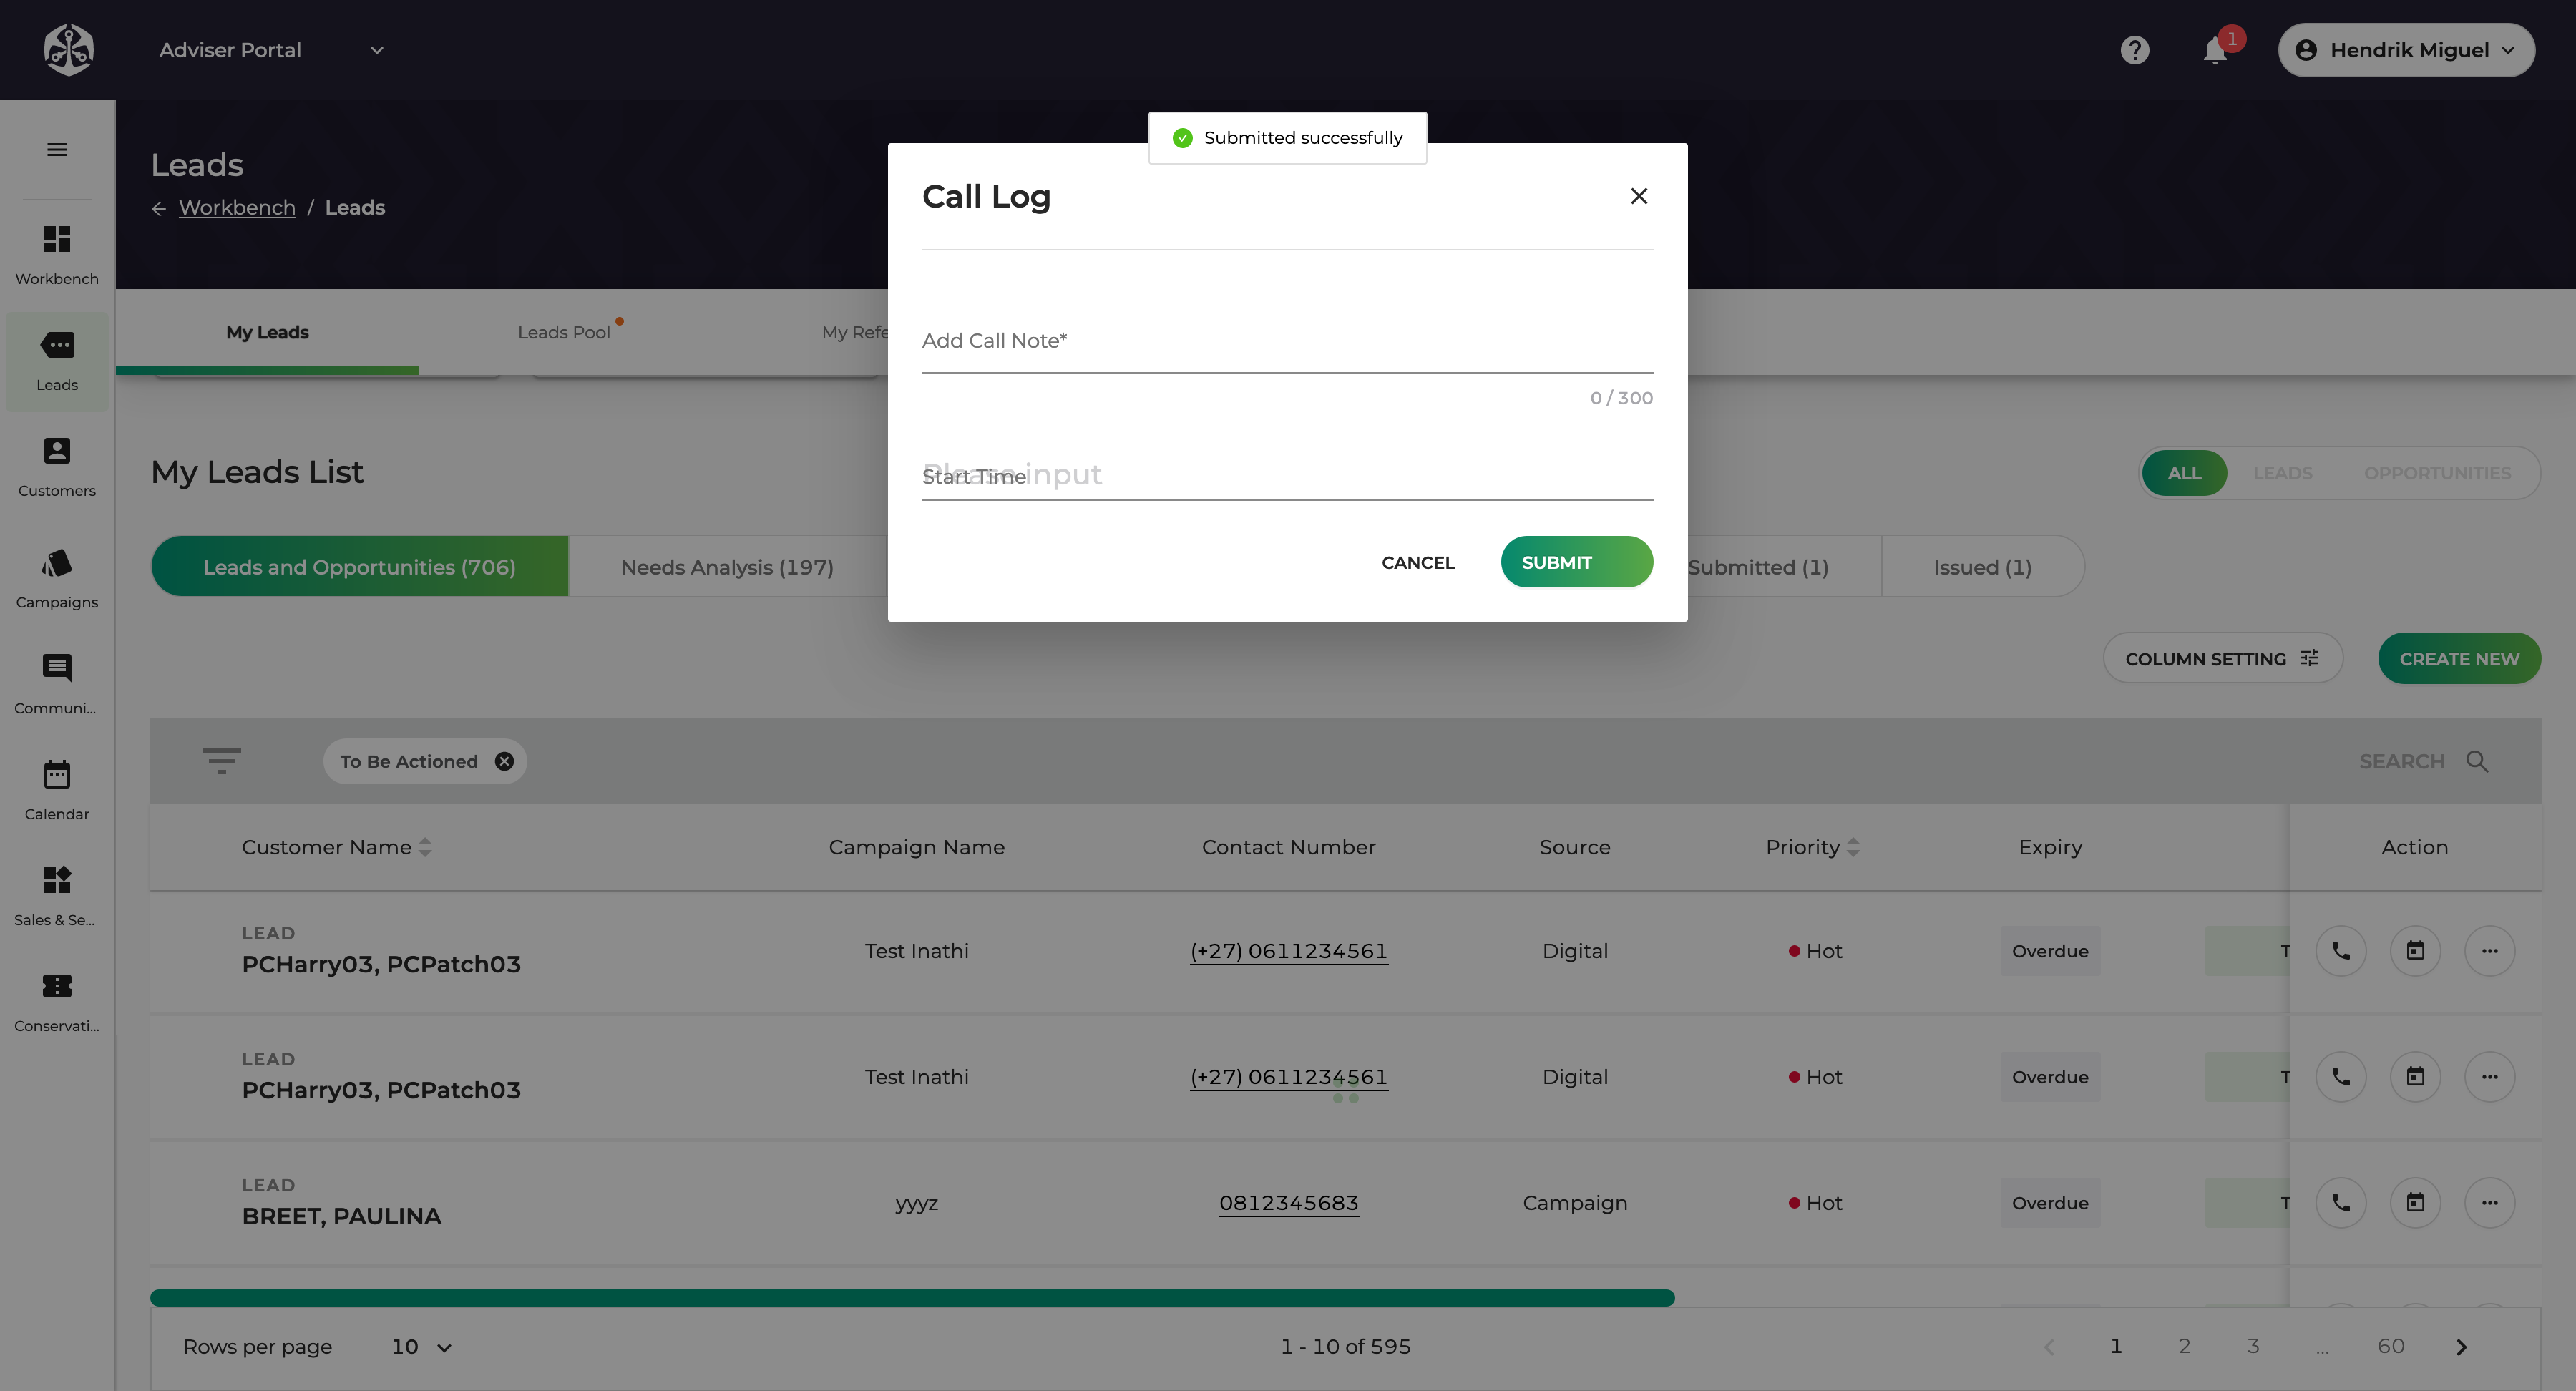 Adviser Portal
1
Hendrik Miguel
Submitted successfully
Leads
Workbench / Leads
Call Log
Workbench
Leads
Customers
Campaigns
Communi...
Calendar
Sales & Se...
Conservati...
My Leads
Leads Pool
My Refe
Add Call Note*
0 / 300
Please input
Start Time
CANCEL
SUBMIT
My Leads List
ALL
LEADS
OPPORTUNITIES
Leads and Opportunities (706)
Needs Analysis (197)
Submitted (1)
Issued (1)
COLUMN SETTING
CREATE NEW
To Be Actioned
SEARCH
Customer Name
Campaign Name
Contact Number
Source
Priority
Expiry
Action
LEAD
PCHarry03, PCPatch03
Test Inathi
(+27) 0611234561
Digital
Hot
Overdue
T
LEAD
PCHarry03, PCPatch03
Test Inathi
(+27) 0611234561
Digital
Hot
Overdue
T
LEAD
BREET, PAULINA
yyyz
0812345683
Campaign
Hot
Overdue
T
Rows per page
10
1 - 10 of 595
1
2
3
...
60